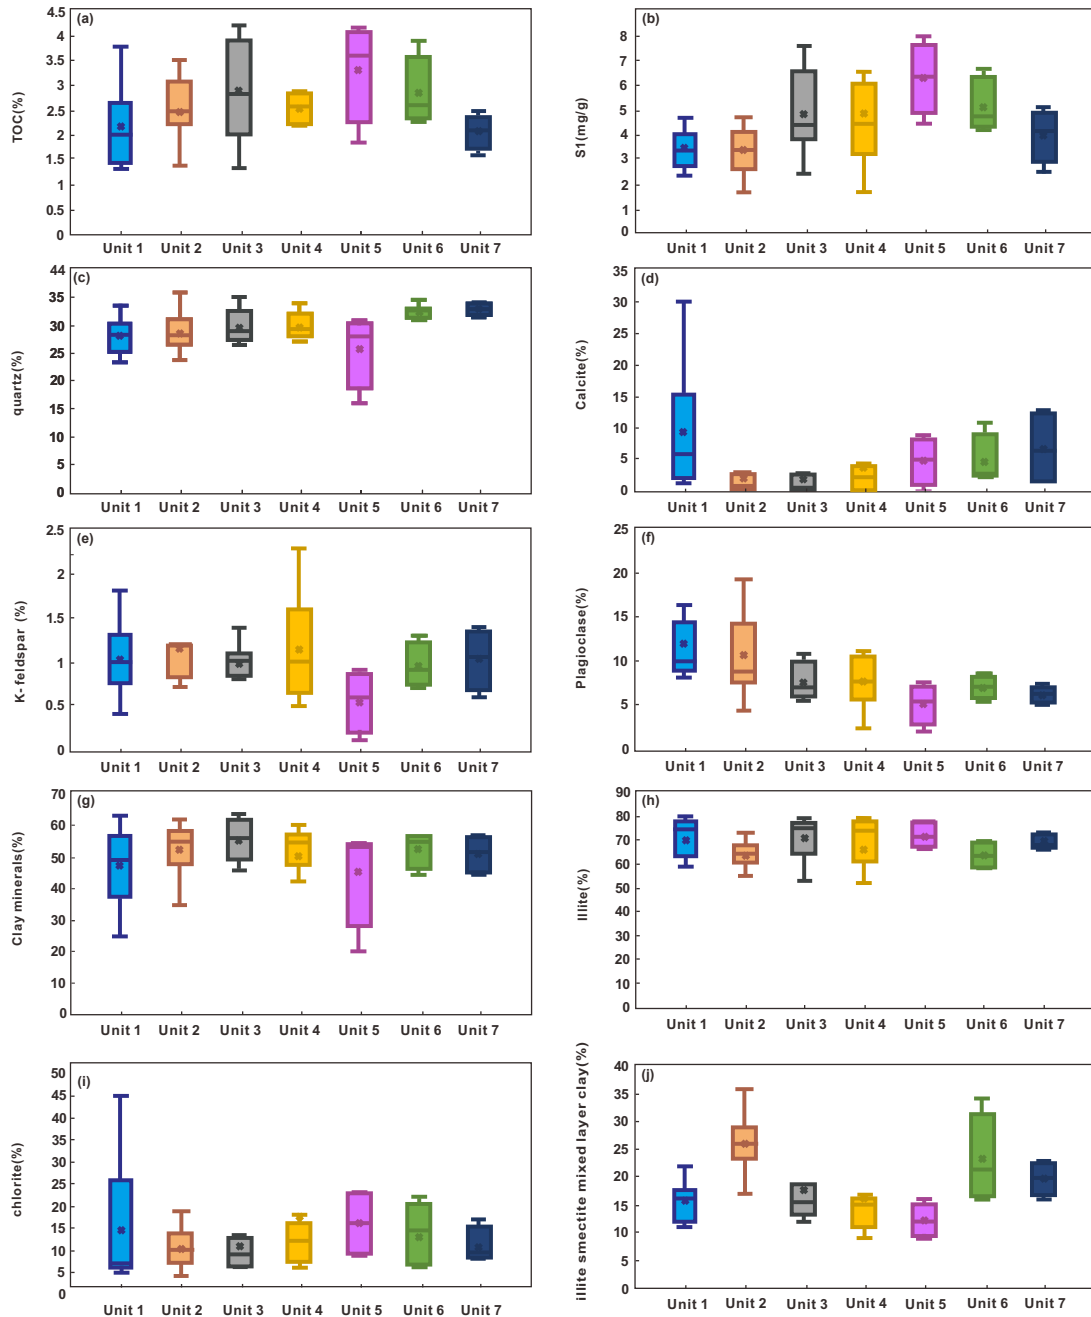 (a)
TOC(%)
4.5
4
3.5
3
2.5
2
1.5
1
0.5
0
Unit 1 Unit 2 Unit 3 Unit 4 Unit 5 Unit 6 Unit 7
(b)
S1(mg/g)
8
7
6
5
4
3
2
1
0
Unit 1 Unit 2 Unit 3 Unit 4 Unit 5 Unit 6 Unit 7
(c)
quartz(%)
44
35
30
25
20
15
10
5
0
Unit 1 Unit 2 Unit 3 Unit 4 Unit 5 Unit 6 Unit 7
(d)
Calcite(%)
35
30
25
20
15
10
5
0
Unit 1 Unit 2 Unit 3 Unit 4 Unit 5 Unit 6 Unit 7
(e)
K- feldspar (%)
2.5
2
1.5
1
0.5
0
Unit 1 Unit 2 Unit 3 Unit 4 Unit 5 Unit 6 Unit 7
(f)
Plagioclase(%)
25
20
15
10
5
0
Unit 1 Unit 2 Unit 3 Unit 4 Unit 5 Unit 6 Unit 7
(g)
Clay minerals(%)
70
60
50
40
30
20
10
0
Unit 1 Unit 2 Unit 3 Unit 4 Unit 5 Unit 6 Unit 7
(h)
Illite(%)
90
80
70
60
50
40
30
20
10
0
Unit 1 Unit 2 Unit 3 Unit 4 Unit 5 Unit 6 Unit 7
(i)
chlorite(%)
50
45
40
35
30
25
20
15
10
5
0
Unit 1 Unit 2 Unit 3 Unit 4 Unit 5 Unit 6 Unit 7
(j)
illite smectite mixed layer clay(%)
40
35
30
25
20
15
10
5
0
Unit 1 Unit 2 Unit 3 Unit 4 Unit 5 Unit 6 Unit 7